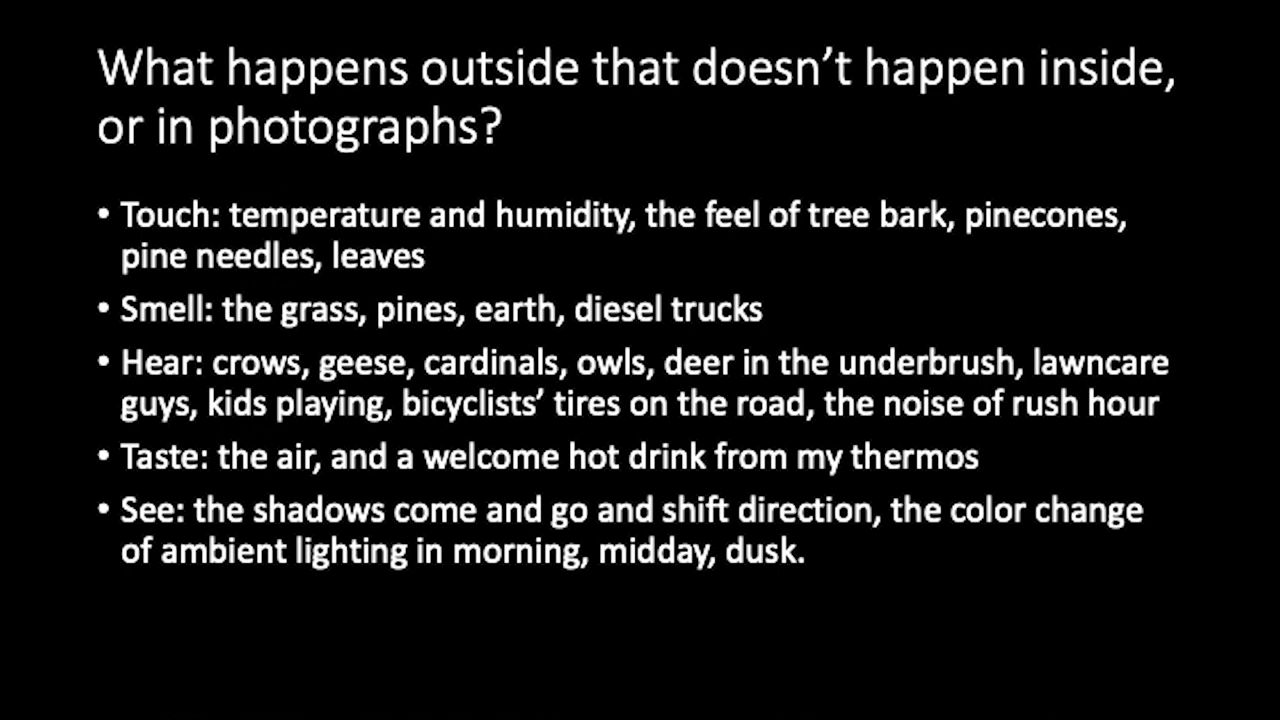 What happens outside that doesn’t happen inside,
or in photographs?
• Touch: temperature and humidity, the feel of tree bark, pinecones,
pine needles, leaves
• Smell: the grass, pines, earth, diesel trucks
• Hear: crows, geese, cardinals, owls, deer in the underbrush, lawncare
guys, kids playing, bicyclists’ tires on the road, the noise of rush hour
• Taste: the air, and a welcome hot drink from my thermos
• See: the shadows come and go and shift direction, the color change
of ambient lighting in morning, midday, dusk.